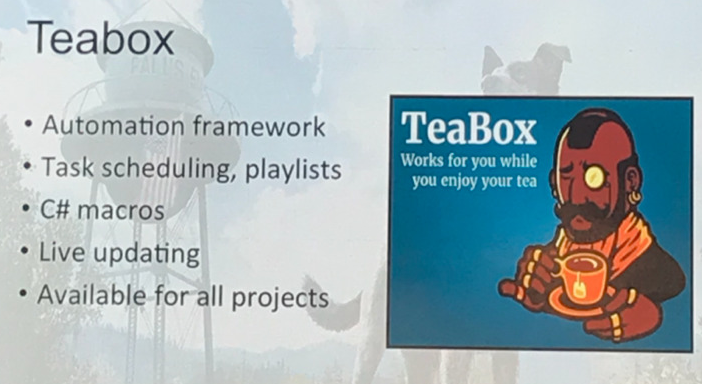 Teabox
FALLS
• Automation framework
• Task scheduling, playlists
• C# macros
• Live updating
• Available for all projects
TeaBox
Works for you while
you enjoy your tea